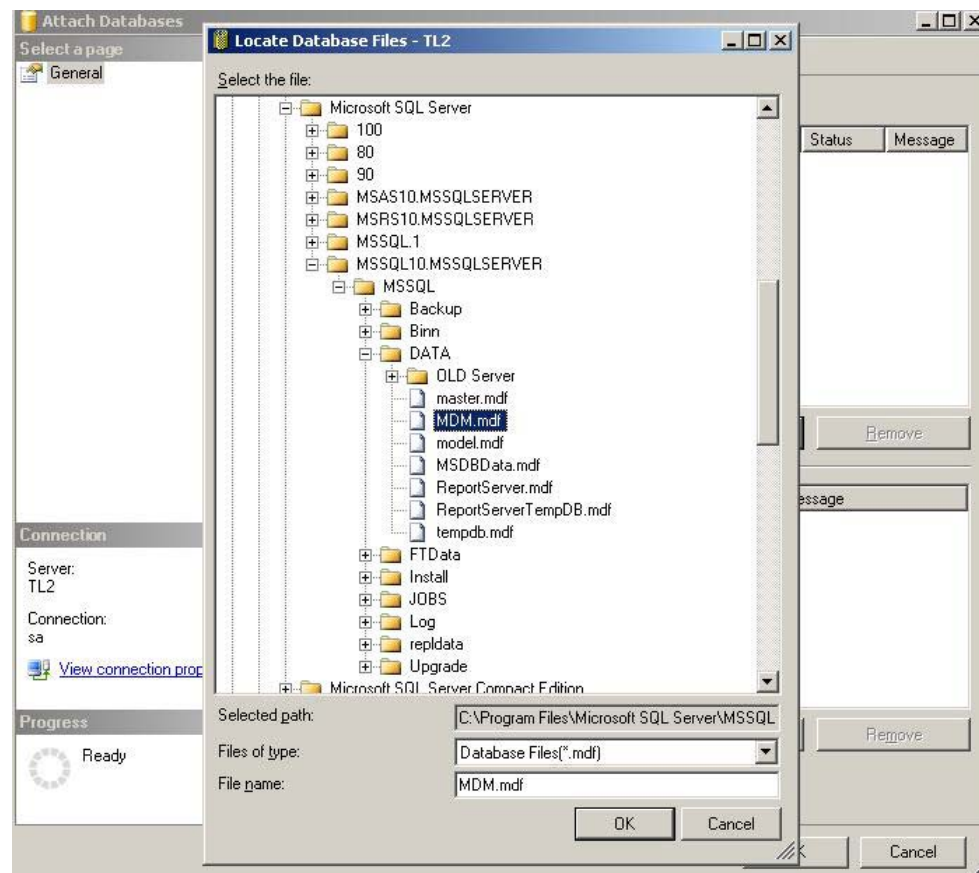 Attach Databases
Select a page
General
Locate Database Files - TL2
Select the file:
Microsoft SQL Server
100
80
90
MSAS10.MSSQLSERVER
MSRS10.MSSQLSERVER
MSSQL.1
MSSQL10.MSSQLSERVER
MSSQL
Backup
Binn
DATA
OLD Server
master.mdf
MDM.mdf
model.mdf
MSDBData.mdf
ReportServer.mdf
ReportServerTempDB.mdf
tempdb.mdf
FTData
Install
JOBS
Log
repldata
Upgrade
Microsoft SQL Server Compact Edition
Selected path: C:\Program Files\Microsoft SQL Server\MSSQL
Files of type: Database Files(*.mdf)
File name: MDM.mdf
OK Cancel
Status Message
Remove
essage
Remove
Connection
Server:
TL2
Connection:
sa
View connection prop
Progress
Ready
K Cancel